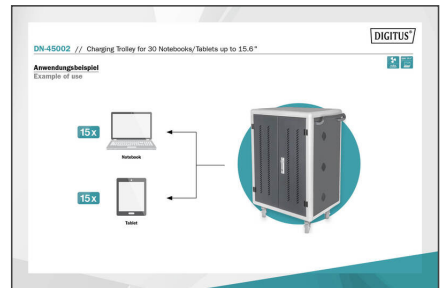 DIGITUS®
DN-45002 // Charging Trolley for 30 Notebooks/Tablets up to 15.6"
Anwendungsbeispiel
Example of use
15x
Notebook
15x
Tablet